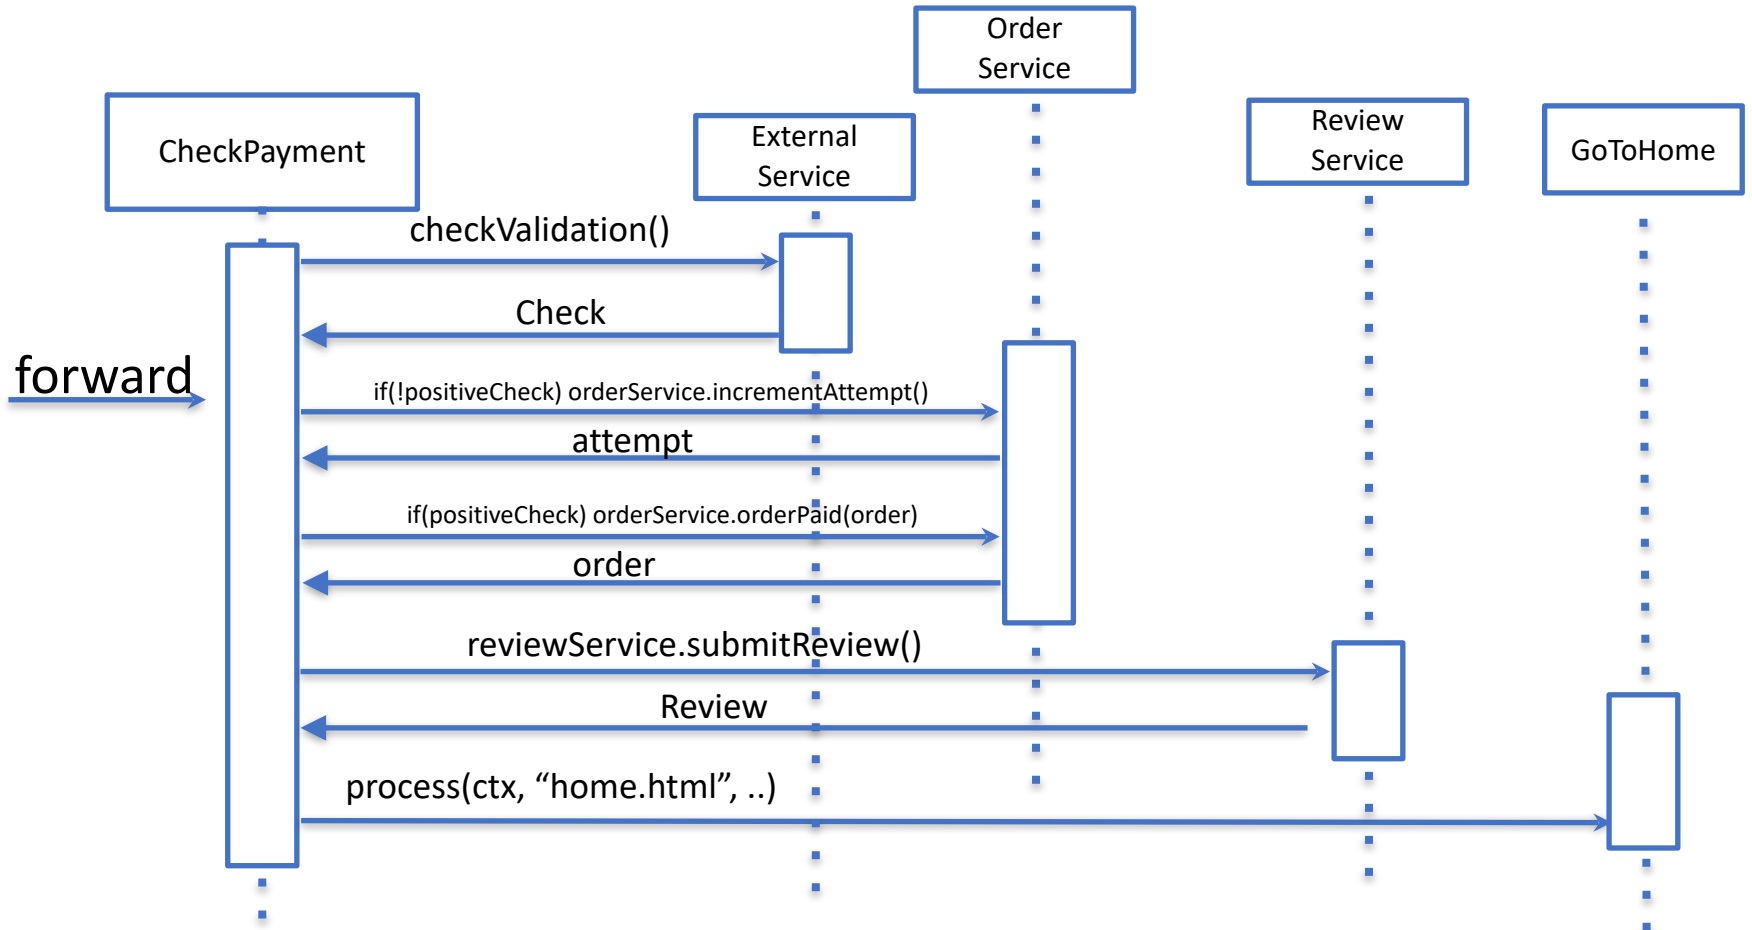 Order
Service
CheckPayment
External
Service
Review
Service
GoToHome
checkValidation()
Check
forward
if(!positiveCheck) orderService.incrementAttempt()
attempt
if(positiveCheck) orderService.orderPaid(order)
order
reviewService.submitReview()
Review
process(ctx, “home.html”, ..)